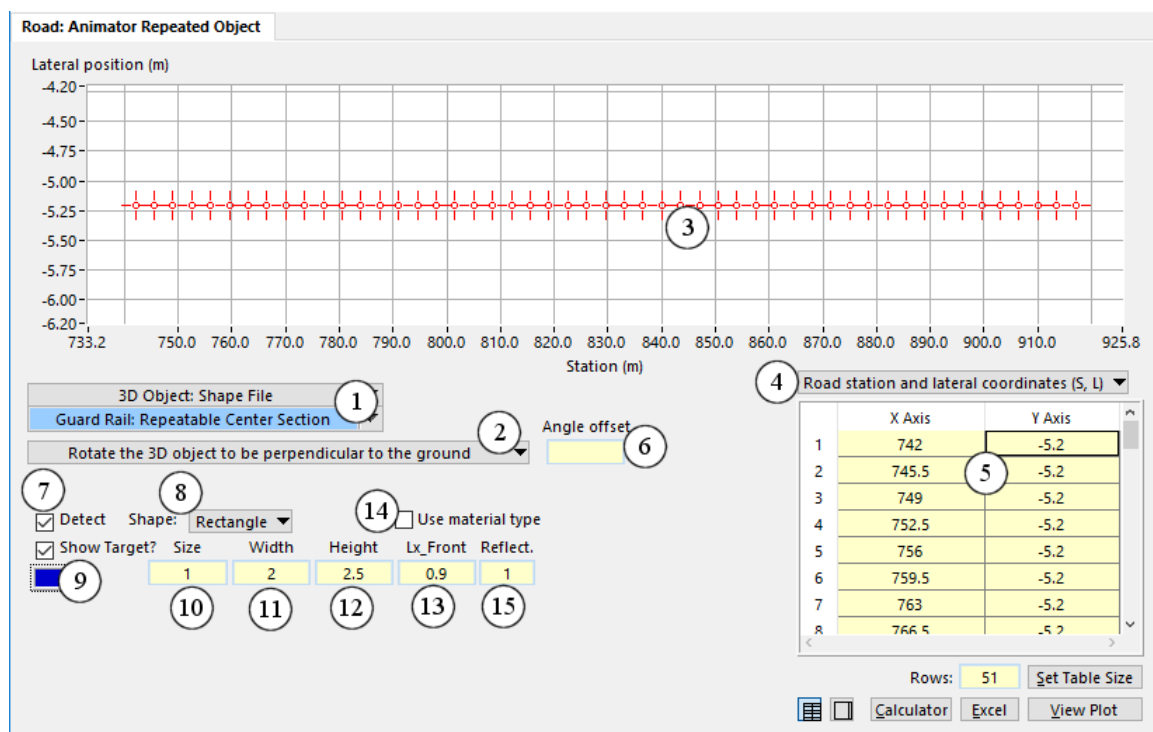 Road: Animator Repeated Object
Lateral position (m)
-4.20
-4.50
-4.75
-5.00
-5.25
-5.50
-5.75
-6.00
-6.20
3
733.2 750.0 760.0 770.0 780.0 790.0 800.0 810.0 820.0 830.0 840.0 850.0 860.0 870.0 880.0 890.0 900.0 910.0 925.8
Station (m)
3D Object: Shape File
1
Guard Rail: Repeatable Center Section
Rotate the 3D object to be perpendicular to the ground
2
Angle offset
6
7
8
Detect Shape: Rectangle
14
Use material type
Show Target? Size Width Height Lx_Front Reflect.
1 2 2.5 0.9 1
9
10 11 12 13 15
4
Road station and lateral coordinates (S, L)
X Axis Y Axis
1 742 -5.2
2 745.5 -5.2
5
3 749 -5.2
4 752.5 -5.2
5 756 -5.2
6 759.5 -5.2
7 763 -5.2
8 766.5 -5.2
Rows: 51 Set Table Size
Calculator Excel View Plot